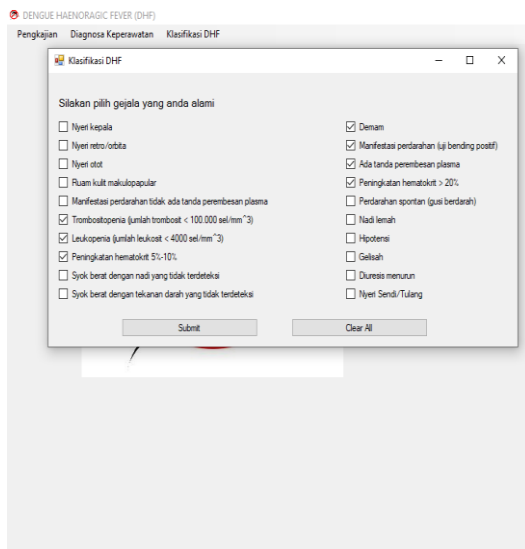 DENGUE HAENORAGIC FEVER (DHF)
Pengkajian Diagnosa Keperawatan Klasifikasi DHF
Klasifikasi DHF
Silakan pilih gejala yang anda alami
Nyeri kepala
Nyeri retro/orbita
Nyeri otot
Ruam kulit makulopapular
Manifestasi perdarahan tidak ada tanda perembesan plasma
Trombositopenia (jumlah trombosit < 100.000 sel/mm^3)
Leukopenia (jumlah leukosit < 4000 sel/mm^3)
Peningkatan hematokrit 5%-10%
Syok berat dengan nadi yang tidak terdeteksi
Syok berat dengan tekanan darah yang tidak terdeteksi
Demam
Manifestasi perdarahan (uji bending positif)
Ada tanda perembesan plasma
Peningkatan hematokrit > 20%
Perdarahan spontan (gusi berdarah)
Nadi lemah
Hipotensi
Gelisah
Diuresis menurun
Nyeri Sendi/Tulang
Submit
Clear All